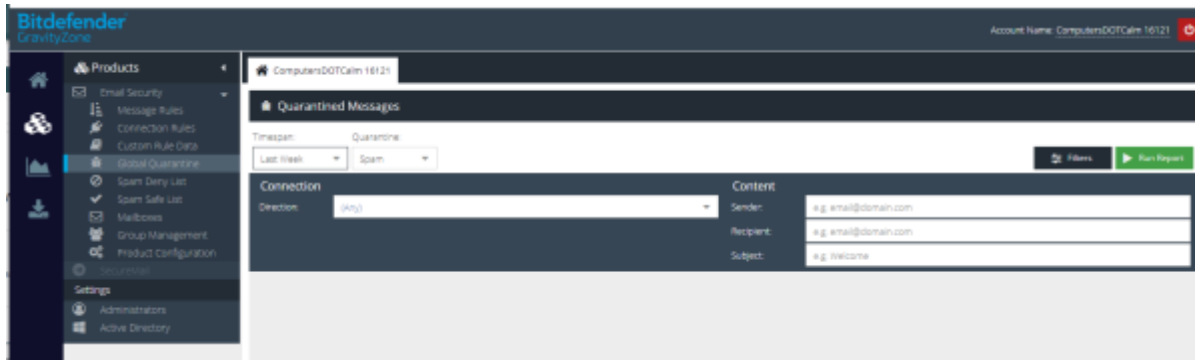 Bitdefender
GravityZone
Account Name: ComputersDOTCalm 16121
Products
ComputersDOTCalm 16121
Email Security
Message Rules
Quarantined Messages
Connection Rules
Custom Rule Data
Timespan: Quarantine:
Global Quarantine
Last Week Spam Filters Run Report
Spam Deny List
Spam Safe List
Connection Content
Mailboxes
Direction: (Any) Sender: e.g. email@domain.com
Group Management
Recipient: e.g. email@domain.com
Product Configuration
Subject: e.g. Welcome
SecureMail
Settings
Administrators
Active Directory